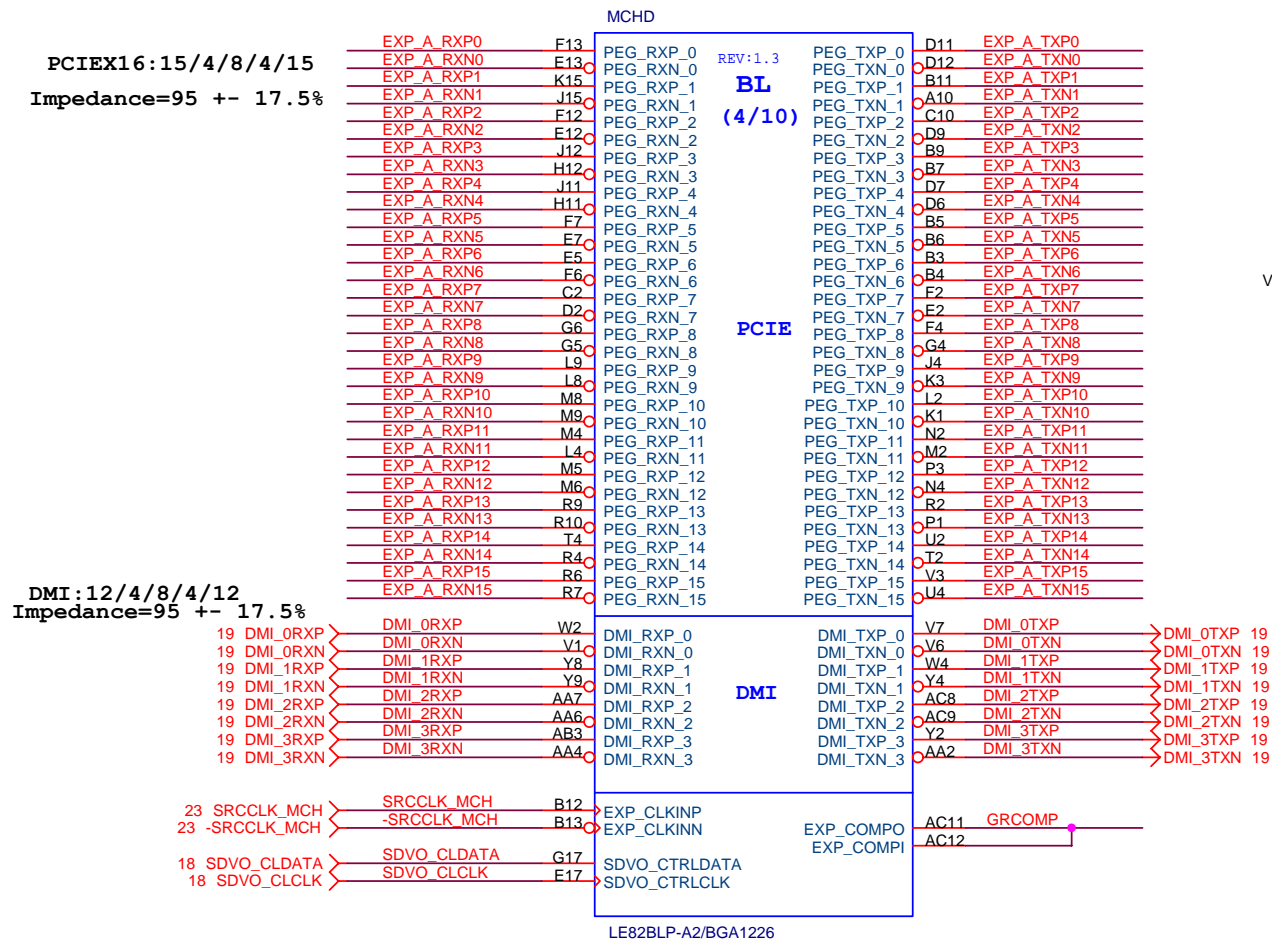 MCHD
PCIEX16:15/4/8/4/15
Impedance=95 +- 17.5%
REV:1.3
BL
(4/10)
PCIE
EXP_A_RXP0 F13 PEG_RXP_0 PEG_TXP_0 D11 EXP_A_TXP0
EXP_A_RXN0 E13 PEG_RXN_0 PEG_TXN_0 D12 EXP_A_TXN0
EXP_A_RXP1 K15 PEG_RXP_1 PEG_TXP_1 B11 EXP_A_TXP1
EXP_A_RXN1 J15 PEG_RXN_1 PEG_TXN_1 A10 EXP_A_TXN1
EXP_A_RXP2 F12 PEG_RXP_2 PEG_TXP_2 C10 EXP_A_TXP2
EXP_A_RXN2 E12 PEG_RXN_2 PEG_TXN_2 D9 EXP_A_TXN2
EXP_A_RXP3 J12 PEG_RXP_3 PEG_TXP_3 B9 EXP_A_TXP3
EXP_A_RXN3 H12 PEG_RXN_3 PEG_TXN_3 B7 EXP_A_TXN3
EXP_A_RXP4 J11 PEG_RXP_4 PEG_TXP_4 D7 EXP_A_TXP4
EXP_A_RXN4 H11 PEG_RXN_4 PEG_TXN_4 D6 EXP_A_TXN4
EXP_A_RXP5 F7 PEG_RXP_5 PEG_TXP_5 B5 EXP_A_TXP5
EXP_A_RXN5 E7 PEG_RXN_5 PEG_TXN_5 B6 EXP_A_TXN5
EXP_A_RXP6 E5 PEG_RXP_6 PEG_TXP_6 B3 EXP_A_TXP6
EXP_A_RXN6 F6 PEG_RXN_6 PEG_TXN_6 B4 EXP_A_TXN6
EXP_A_RXP7 C2 PEG_RXP_7 PEG_TXP_7 F2 EXP_A_TXP7
EXP_A_RXN7 D2 PEG_RXN_7 PEG_TXN_7 E2 EXP_A_TXN7
EXP_A_RXP8 G6 PEG_RXP_8 PEG_TXP_8 F4 EXP_A_TXP8
EXP_A_RXN8 G5 PEG_RXN_8 PEG_TXN_8 G4 EXP_A_TXN8
EXP_A_RXP9 L9 PEG_RXP_9 PEG_TXP_9 J4 EXP_A_TXP9
EXP_A_RXN9 L8 PEG_RXN_9 PEG_TXN_9 K3 EXP_A_TXN9
EXP_A_RXP10 M8 PEG_RXP_10 PEG_TXP_10 L2 EXP_A_TXP10
EXP_A_RXN10 M9 PEG_RXN_10 PEG_TXN_10 K1 EXP_A_TXN10
EXP_A_RXP11 M4 PEG_RXP_11 PEG_TXP_11 N2 EXP_A_TXP11
EXP_A_RXN11 L4 PEG_RXN_11 PEG_TXN_11 M2 EXP_A_TXN11
EXP_A_RXP12 M5 PEG_RXP_12 PEG_TXP_12 P3 EXP_A_TXP12
EXP_A_RXN12 M6 PEG_RXN_12 PEG_TXN_12 N4 EXP_A_TXN12
EXP_A_RXP13 R9 PEG_RXP_13 PEG_TXP_13 R2 EXP_A_TXP13
EXP_A_RXN13 R10 PEG_RXN_13 PEG_TXN_13 P1 EXP_A_TXN13
EXP_A_RXP14 T4 PEG_RXP_14 PEG_TXP_14 U2 EXP_A_TXP14
EXP_A_RXN14 R4 PEG_RXN_14 PEG_TXN_14 T2 EXP_A_TXN14
EXP_A_RXP15 R6 PEG_RXP_15 PEG_TXP_15 V3 EXP_A_TXP15
EXP_A_RXN15 R7 PEG_RXN_15 PEG_TXN_15 U4 EXP_A_TXN15
V
DMI:12/4/8/4/12
Impedance=95 +- 17.5%
DMI
19 DMI_0RXP DMI_0RXP W2 DMI_RXP_0 DMI_TXP_0 V7 DMI_0TXP DMI_0TXP 19
19 DMI_0RXN DMI_0RXN V1 DMI_RXN_0 DMI_TXN_0 V6 DMI_0TXN DMI_0TXN 19
19 DMI_1RXP DMI_1RXP Y8 DMI_RXP_1 DMI_TXP_1 W4 DMI_1TXP DMI_1TXP 19
19 DMI_1RXN DMI_1RXN Y9 DMI_RXN_1 DMI_TXN_1 Y4 DMI_1TXN DMI_1TXN 19
19 DMI_2RXP DMI_2RXP AA7 DMI_RXP_2 DMI_TXP_2 AC8 DMI_2TXP DMI_2TXP 19
19 DMI_2RXN DMI_2RXN AA6 DMI_RXN_2 DMI_TXN_2 AC9 DMI_2TXN DMI_2TXN 19
19 DMI_3RXP DMI_3RXP AB3 DMI_RXP_3 DMI_TXP_3 Y2 DMI_3TXP DMI_3TXP 19
19 DMI_3RXN DMI_3RXN AA4 DMI_RXN_3 DMI_TXN_3 AA2 DMI_3TXN DMI_3TXN 19
23 SRCCLK_MCH SRCCLK_MCH B12 EXP_CLKINP
23 -SRCCLK_MCH -SRCCLK_MCH B13 EXP_CLKINN EXP_COMPO AC11 GRCOMP
EXP_COMPI AC12
18 SDVO_CLDATA SDVO_CLDATA G17 SDVO_CTRLDATA
18 SDVO_CLCLK SDVO_CLCLK E17 SDVO_CTRLCLK
LE82BLP-A2/BGA1226